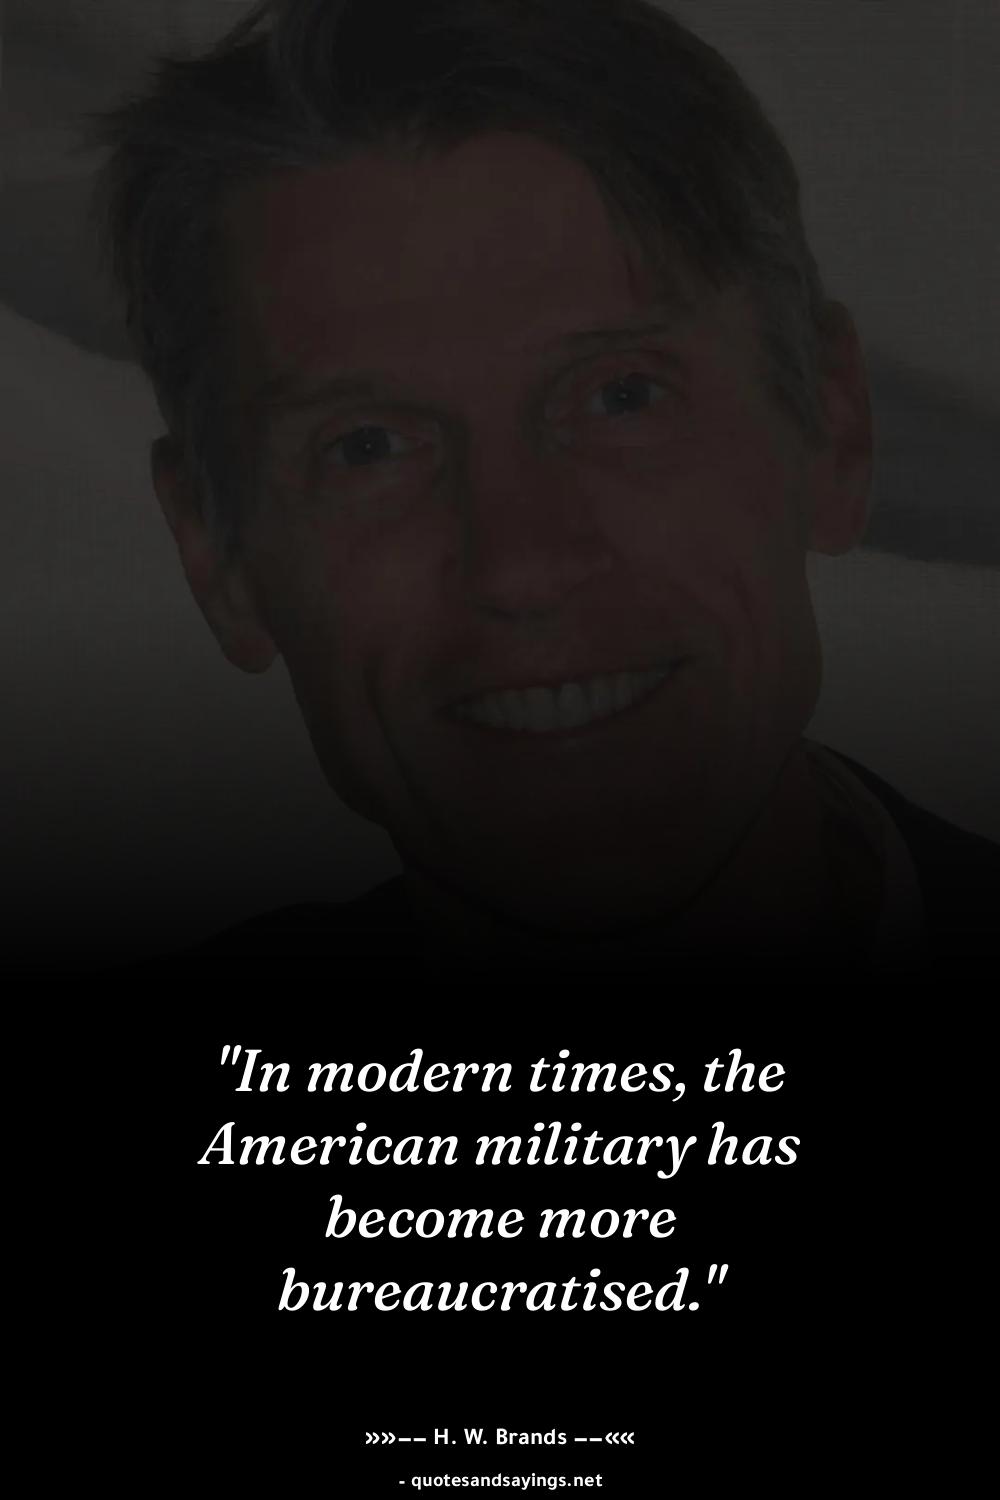 "In modern times, the
American military has
become more
bureaucratised."
»»–– H. W. Brands ––««
- quotesandsayings.net